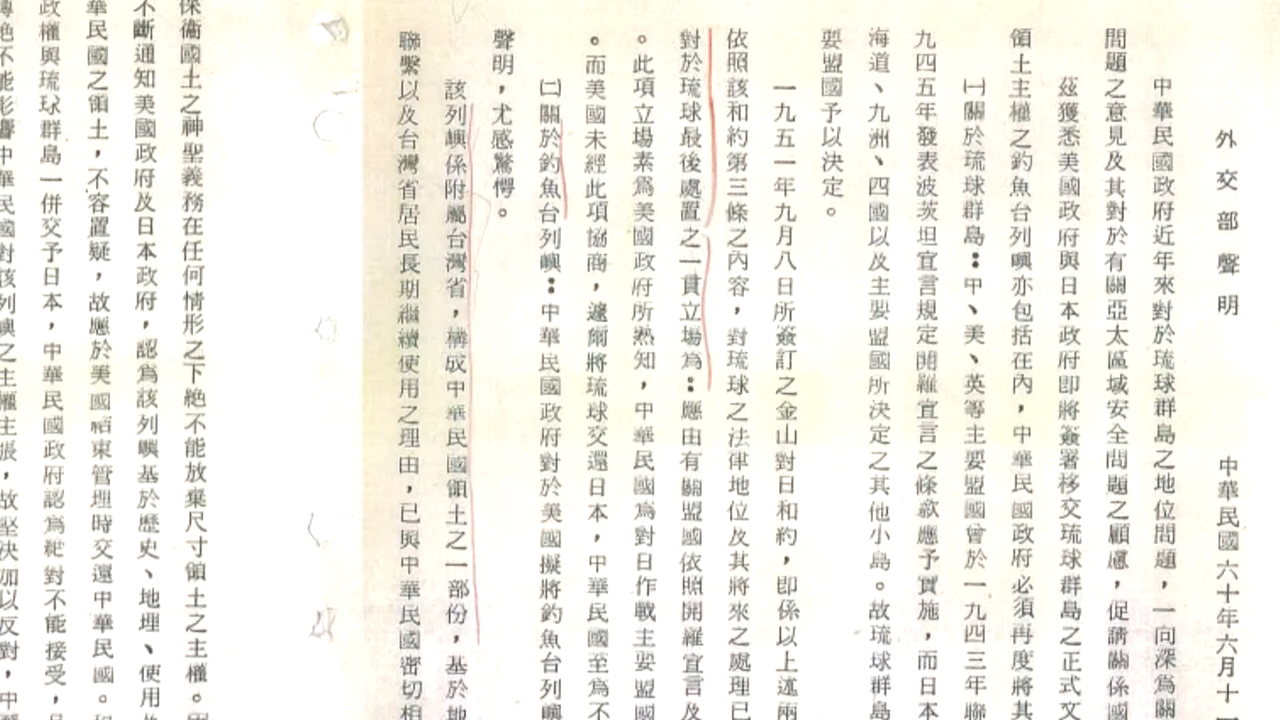 外交部聲明 中華民國六十年六月十
中華民國政府近年來對於琉球群島之地位問題，一向深為關
問題之意見及其對於有關亞太區域安全問題之顧慮，促請關係國
茲獲悉美國政府與日本政府即將簽署移交琉球群島之正式文
領土主權之釣魚台列嶼亦包括在內，中華民國政府必須再度將其
㈠關於琉球群島：中、美、英等主要盟國曾於一九四三年聯
九四五年發表波茨坦宣言規定開羅宣言之條款應予實施，而日本
海道、九洲、四國以及主要盟國所決定之其他小島。故琉球群島
要盟國予以決定。
一九五一年九月八日所簽訂之金山對日和約，即係以上述兩
依照該和約第三條之內容，對琉球之法律地位及其將來之處理已
對於琉球最後處置之一貫立場為：應由有關盟國依照開羅宣言及
。此項立場素為美國政府所熟知，中華民國為對日作戰主要盟國
。而美國未經此項協商，遽爾將琉球交還日本，中華民國至為不
㈡關於釣魚台列嶼：中華民國政府對於美國擬將釣魚台列嶼
聲明，尤感驚愕。
該列嶼係附屬台灣省，構成中華民國領土之一部份，基於地
聯繫以及台灣省居民長期繼續使用之理由，已與中華民國密切相
保衞國土之神聖義務在任何情形之下絕不能放棄尺寸領土之主權。
不斷通知美國政府及日本政府，認為該列嶼基於歷史、地理、使用
華民國之領土，不容置疑，故應於美國結束管理時交還中華民國。
政權與琉球群島一併交予日本，中華民國政府認為絕對不能接受，
絕不能影響中華民國對該列嶼之主權主張，故堅決加以反對，中